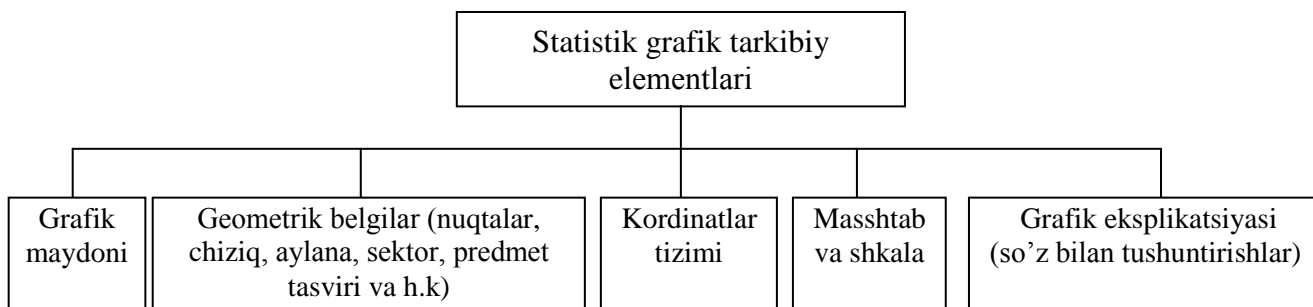 Statistik grafik tarkibiy
elementlari
Grafik
maydoni
Geometrik belgilar (nuqtalar,
chiziq, aylana, sektor, predmet
tasviri va h.k)
Kordinatlar
tizimi
Masshtab
va shkala
Grafik eksplikatsiyasi
(so’z bilan tushuntirishlar)